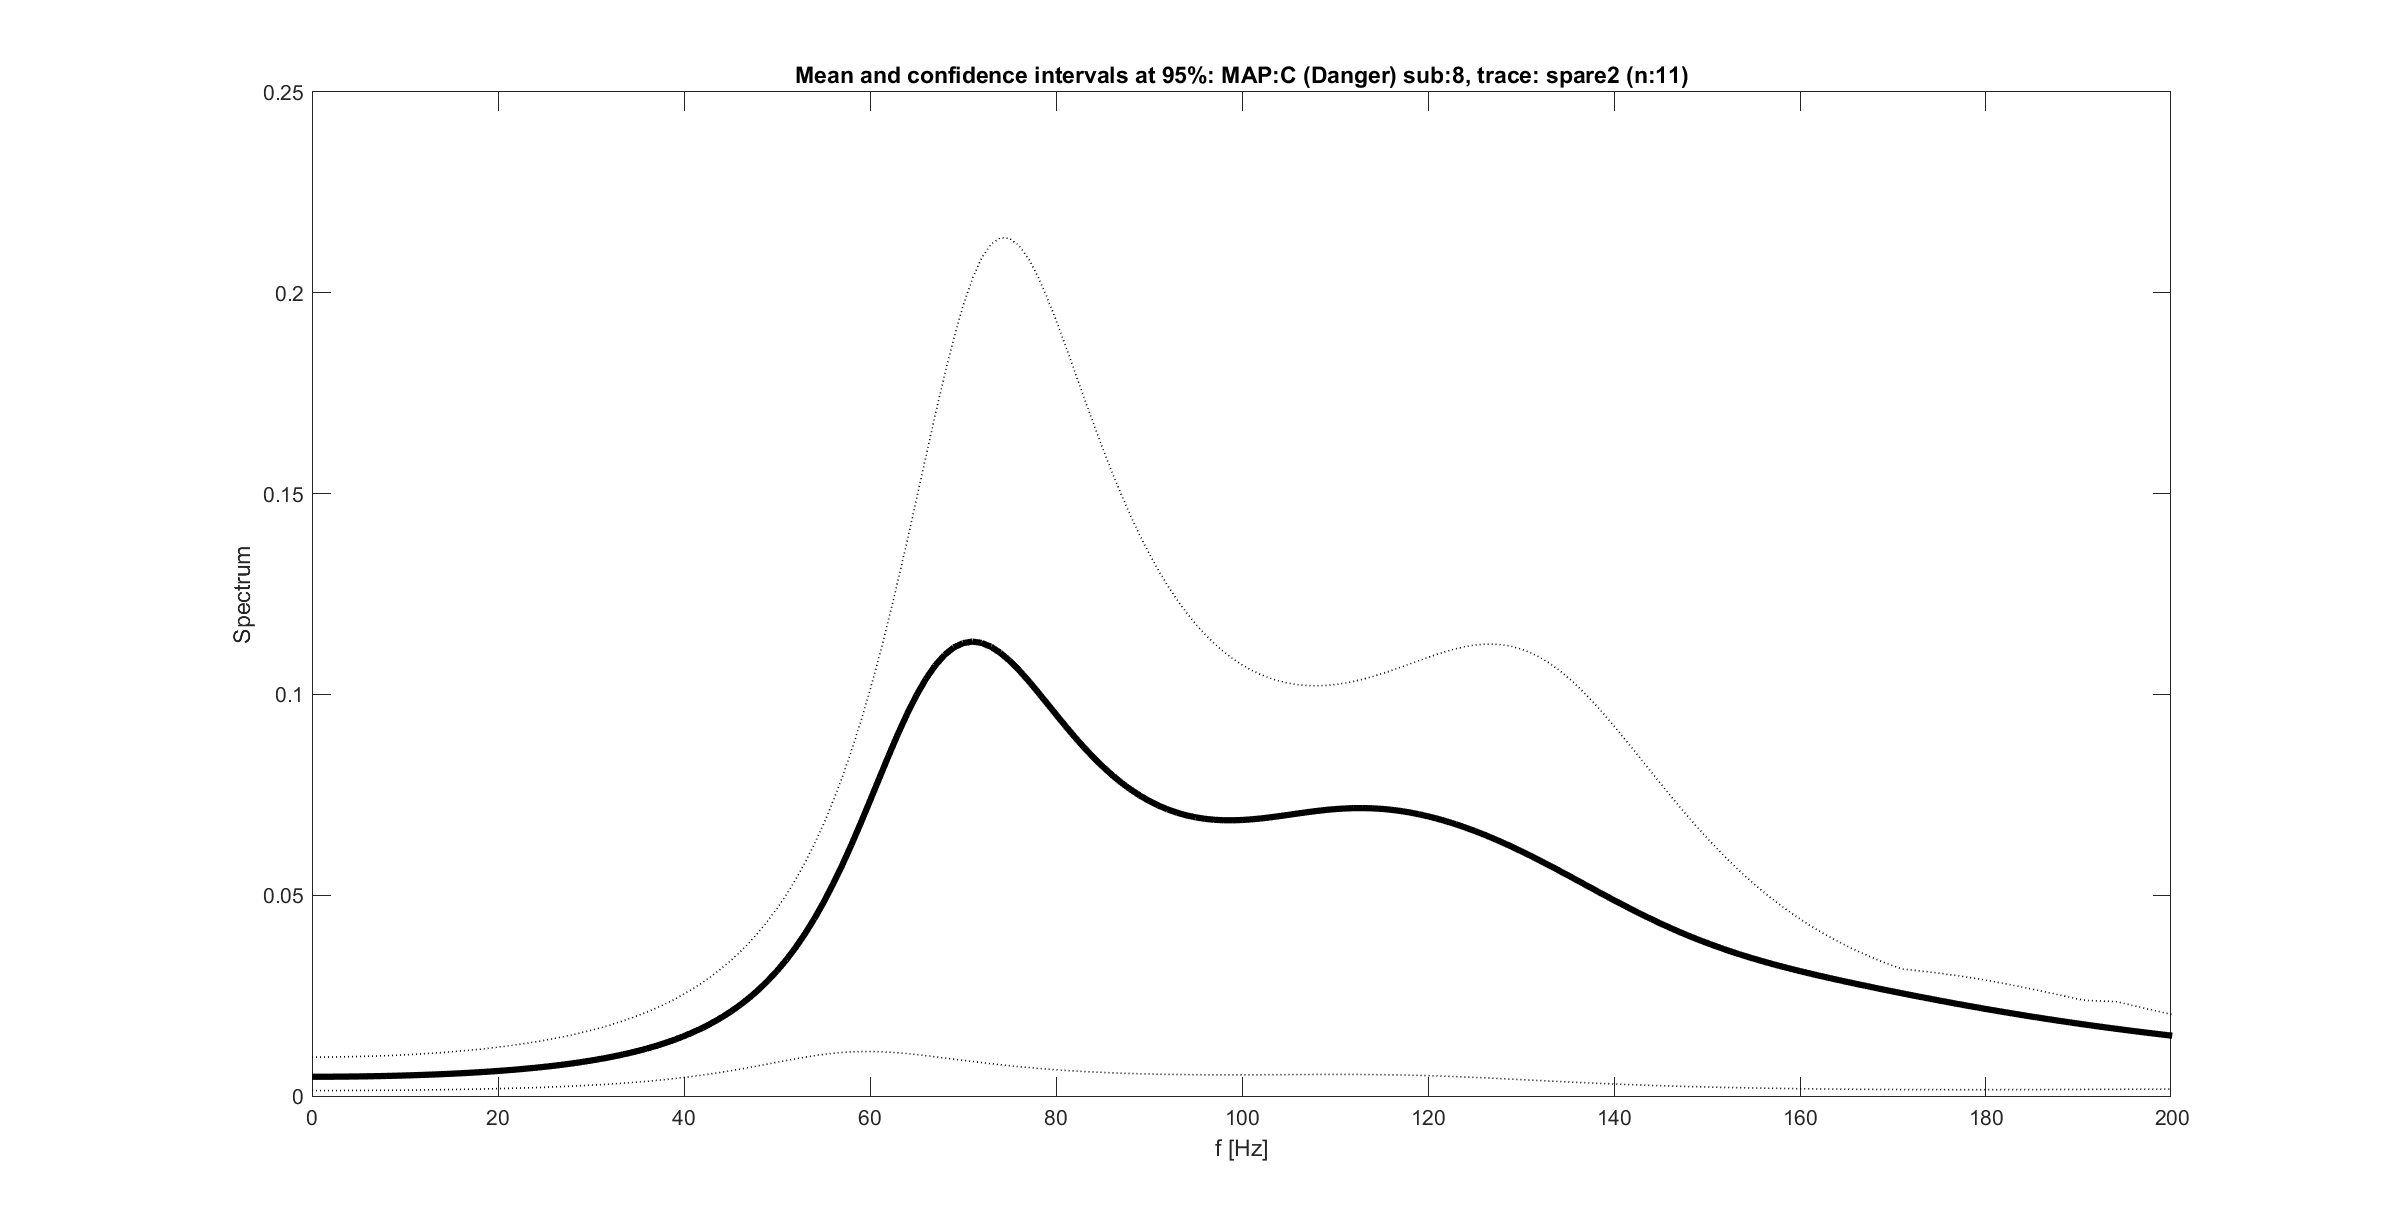 Mean and confidence intervals at 95%: MAP:C (Danger) sub:8, trace: spare2 (n:11)
0.25
0.2
0.15
0.1
0.05
0
Spectrum
0 20 40 60 80 100 120 140 160 180 200
f [Hz]